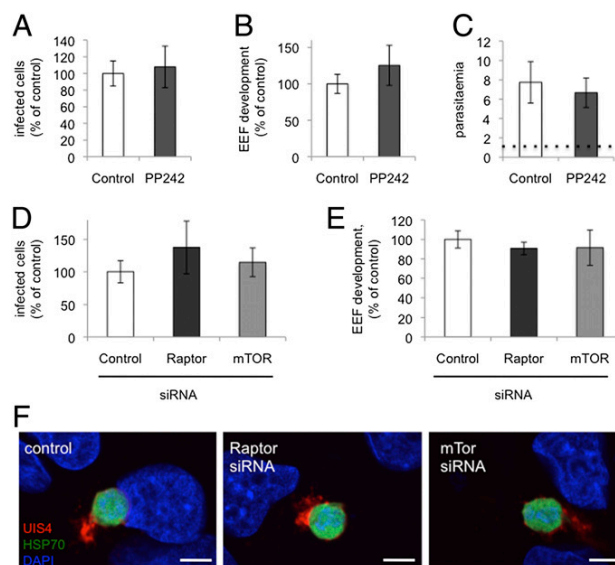 A
infected cells
(% of control)
140
120
100
80
60
40
20
0
Control
PP242
B
EEF development
(% of control)
150
100
50
0
Control
PP242
C
parasitaemia
12
10
8
6
4
2
0
Control
PP242
D
infected cells
(% of control)
150
100
50
0
Control
Raptor
mTOR
siRNA
E
EEF development,
(% of control)
120
100
80
60
40
20
0
Control
Raptor
mTOR
siRNA
F
control
UIS4
HSP70
DAPI
Raptor
siRNA
mTor
siRNA